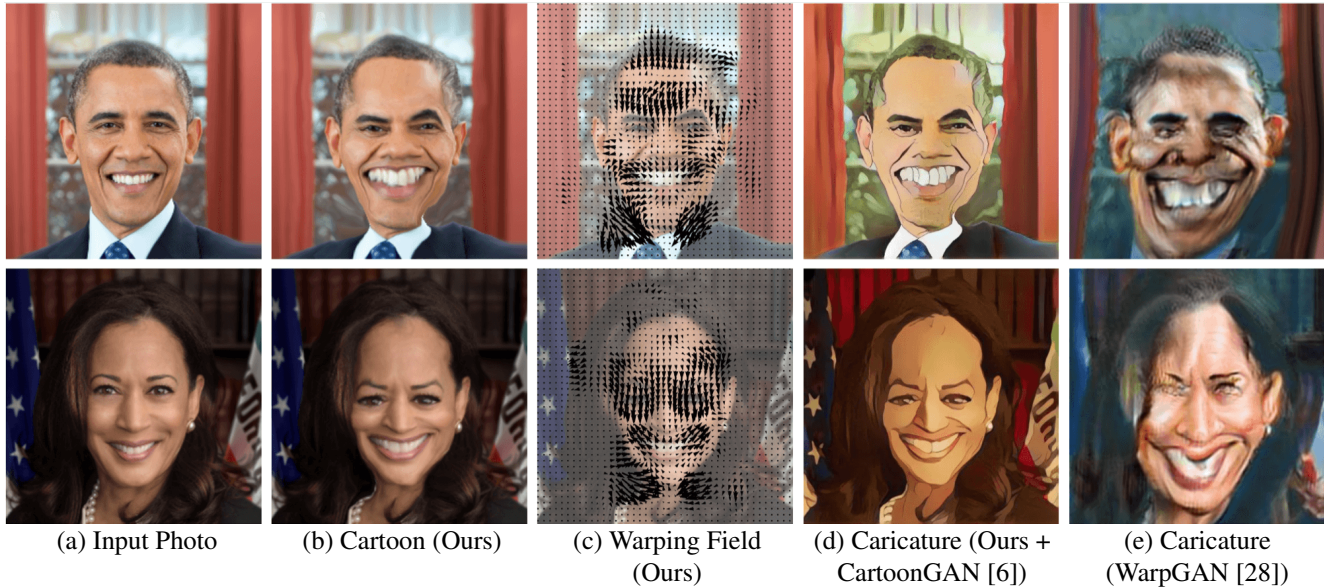 (a) Input Photo
(b) Cartoon (Ours)
(c) Warping Field
(Ours)
(d) Caricature (Ours +
CartoonGAN [6])
(e) Caricature
(WarpGAN [28])